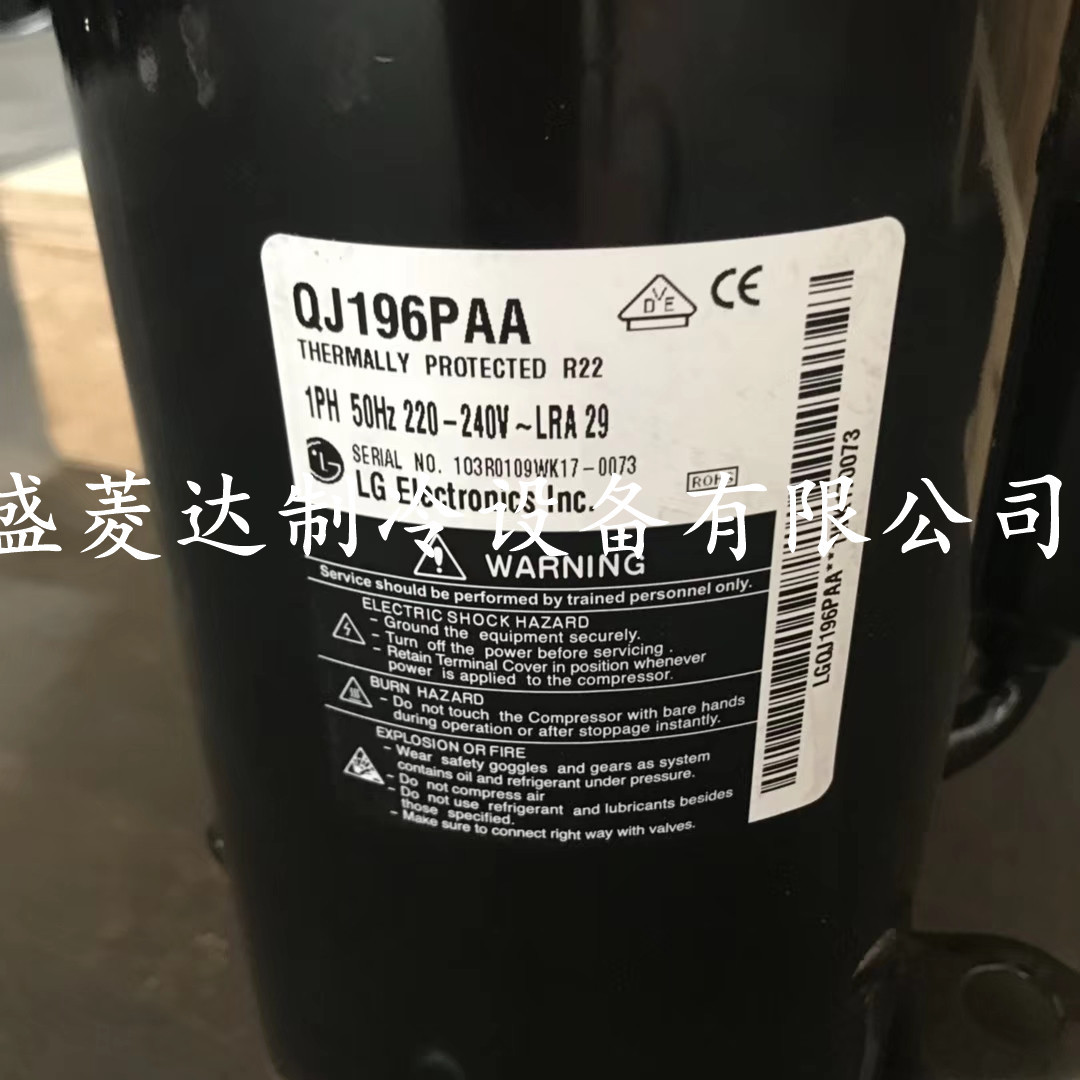 QJ196PAA
VDE CE
THERMALLY PROTECTED R22
1PH 50Hz 220-240V ~ LRA 29
LG SERIAL NO. 103R0109WK17-0073
LG Electronics Inc.
ROHS
盛菱达制冷设备有限公司
WARNING
Service should be performed by trained personnel only.
ELECTRIC SHOCK HAZARD
- Ground the equipment securely.
- Turn off the power before servicing .
- Retain Terminal Cover in position whenever
power is applied to the compressor.
BURN HAZARD
- Do not touch the Compressor with bare hands
during operation or after stoppage instantly.
EXPLOSION OR FIRE
- Wear safety goggles and gears as system
contains oil and refrigerant under pressure.
- Do not compress air
- Do not use refrigerant and lubricants besides
those specified.
- Make sure to connect right way with valves.
LGQJ196PAA**
0073